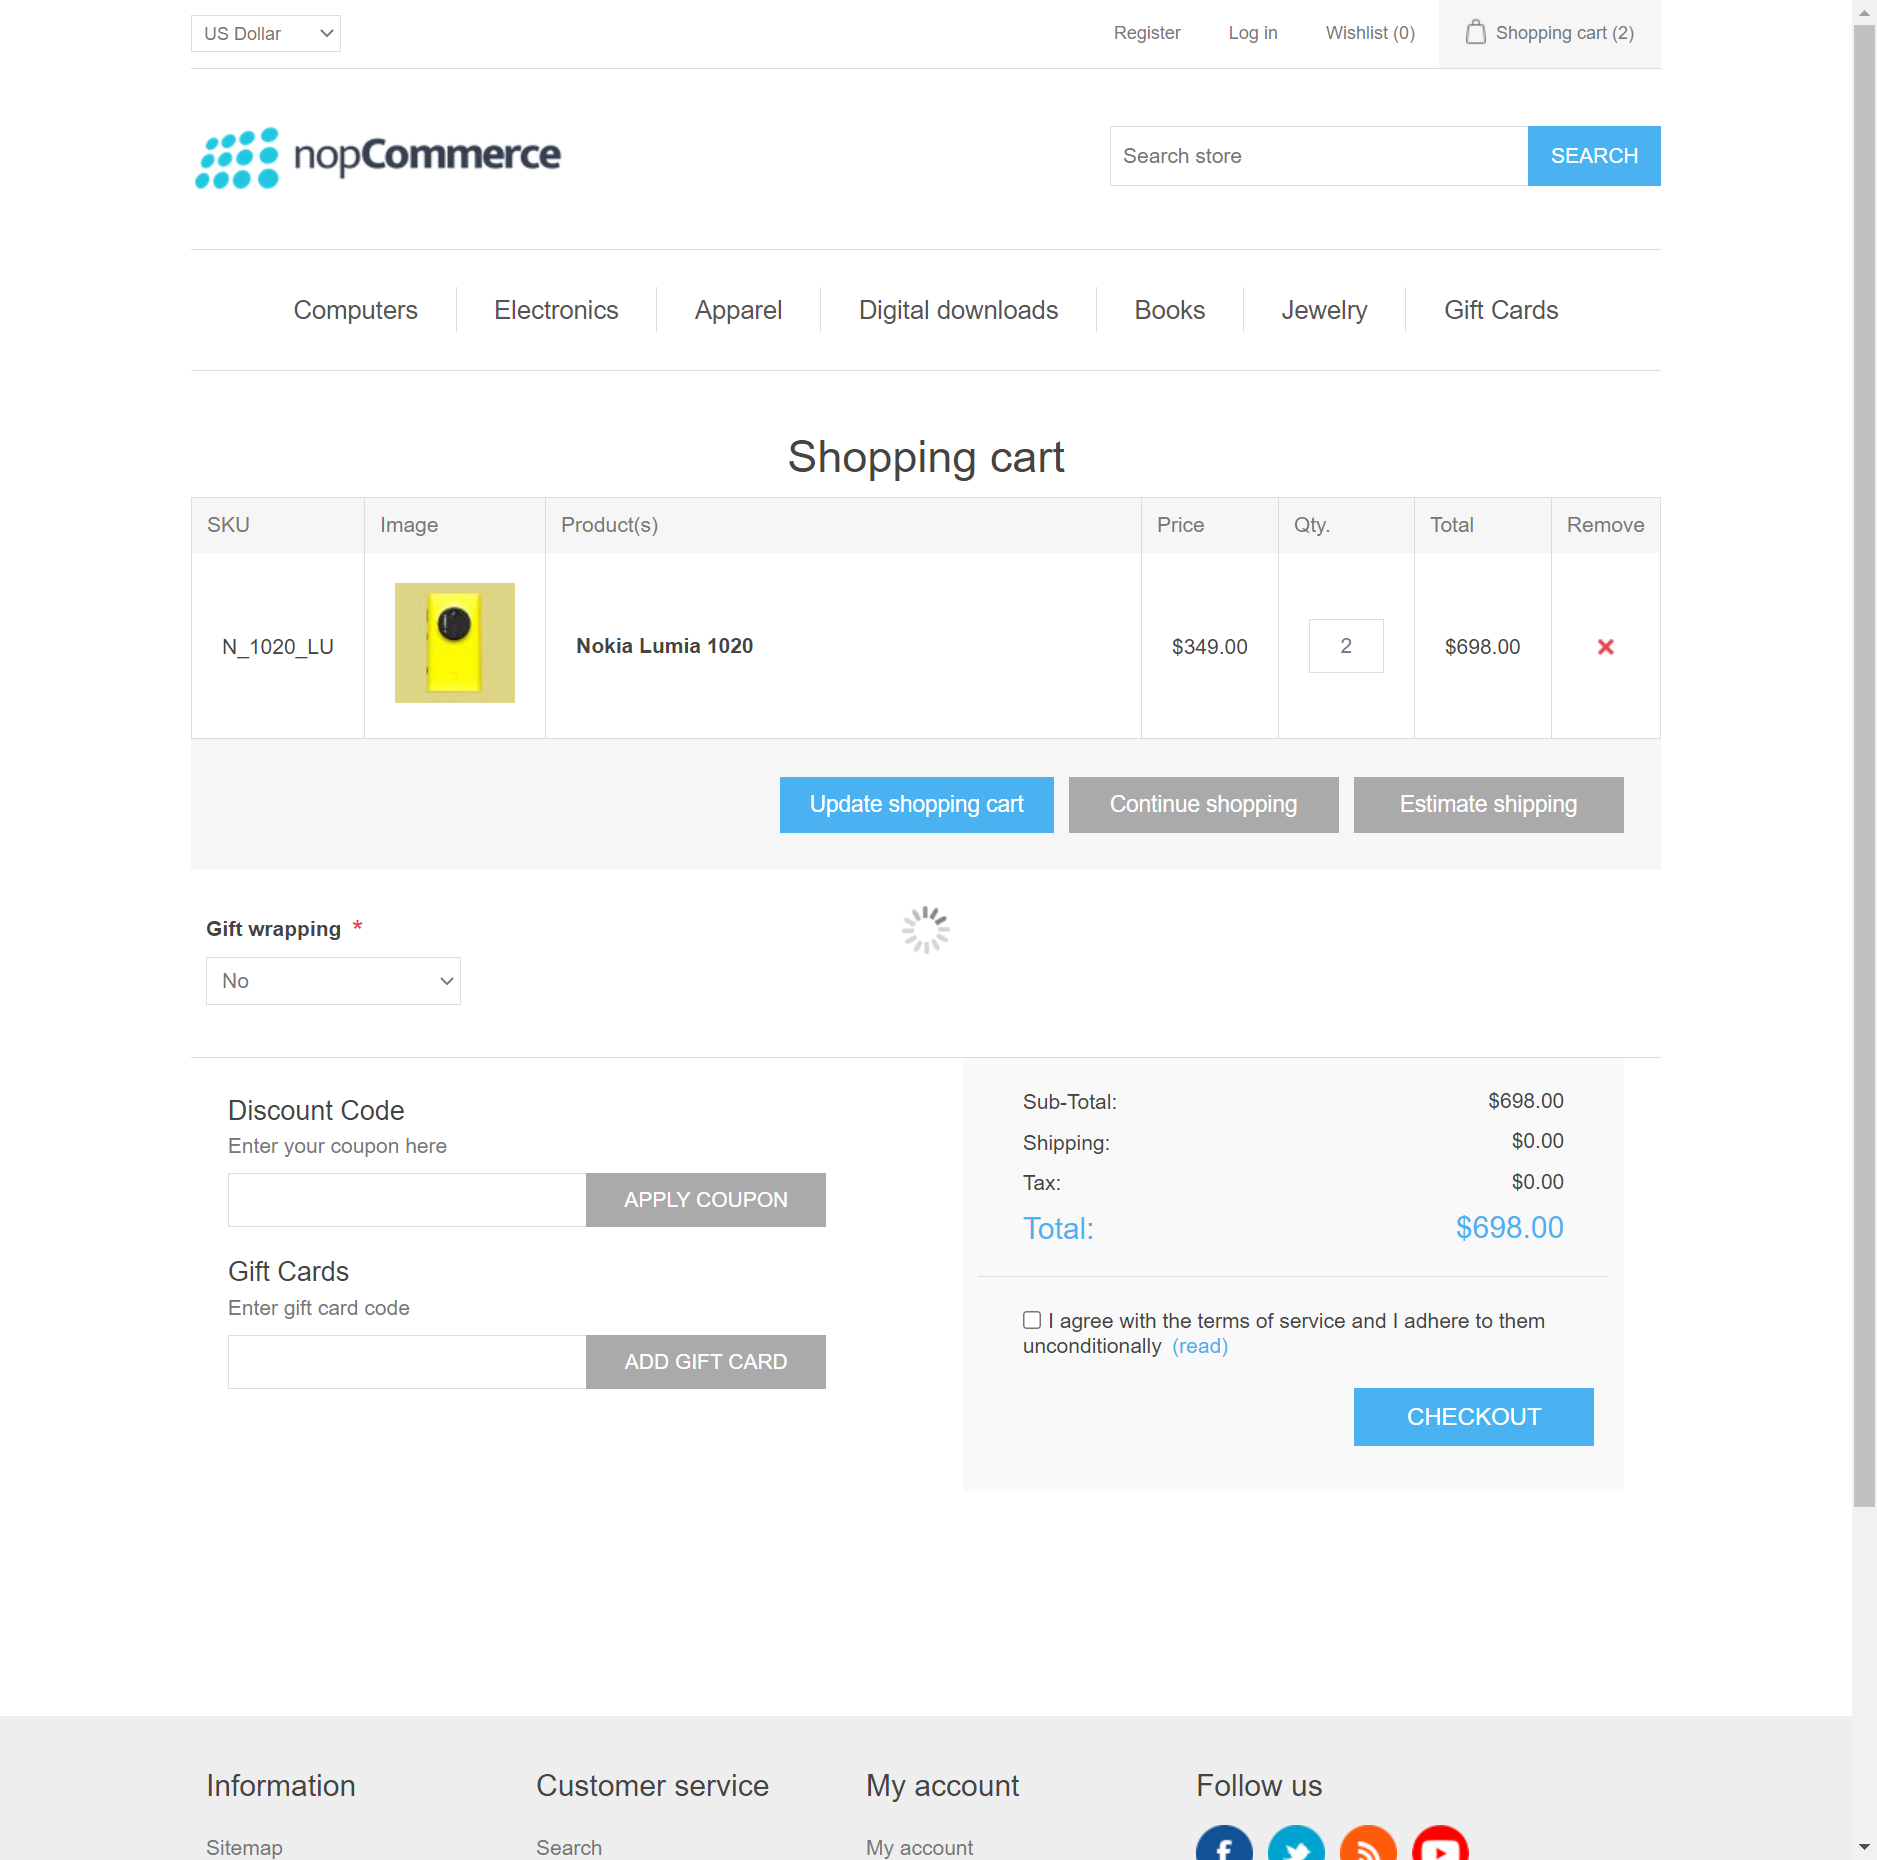 US Dollar
Register
Log in
Wishlist (0)
Shopping cart (2)
nopCommerce
Search store
SEARCH
Computers
Electronics
Apparel
Digital downloads
Books
Jewelry
Gift Cards
Shopping cart
SKU Image Product(s) Price Qty. Total Remove
N_1020_LU Nokia Lumia 1020 $349.00 2 $698.00
Update shopping cart
Continue shopping
Estimate shipping
Gift wrapping *
No
Discount Code
Enter your coupon here
APPLY COUPON
Gift Cards
Enter gift card code
ADD GIFT CARD
Sub-Total: $698.00
Shipping: $0.00
Tax: $0.00
Total: $698.00
I agree with the terms of service and I adhere to them
unconditionally (read)
CHECKOUT
Information
Sitemap
Customer service
Search
My account
My account
Follow us